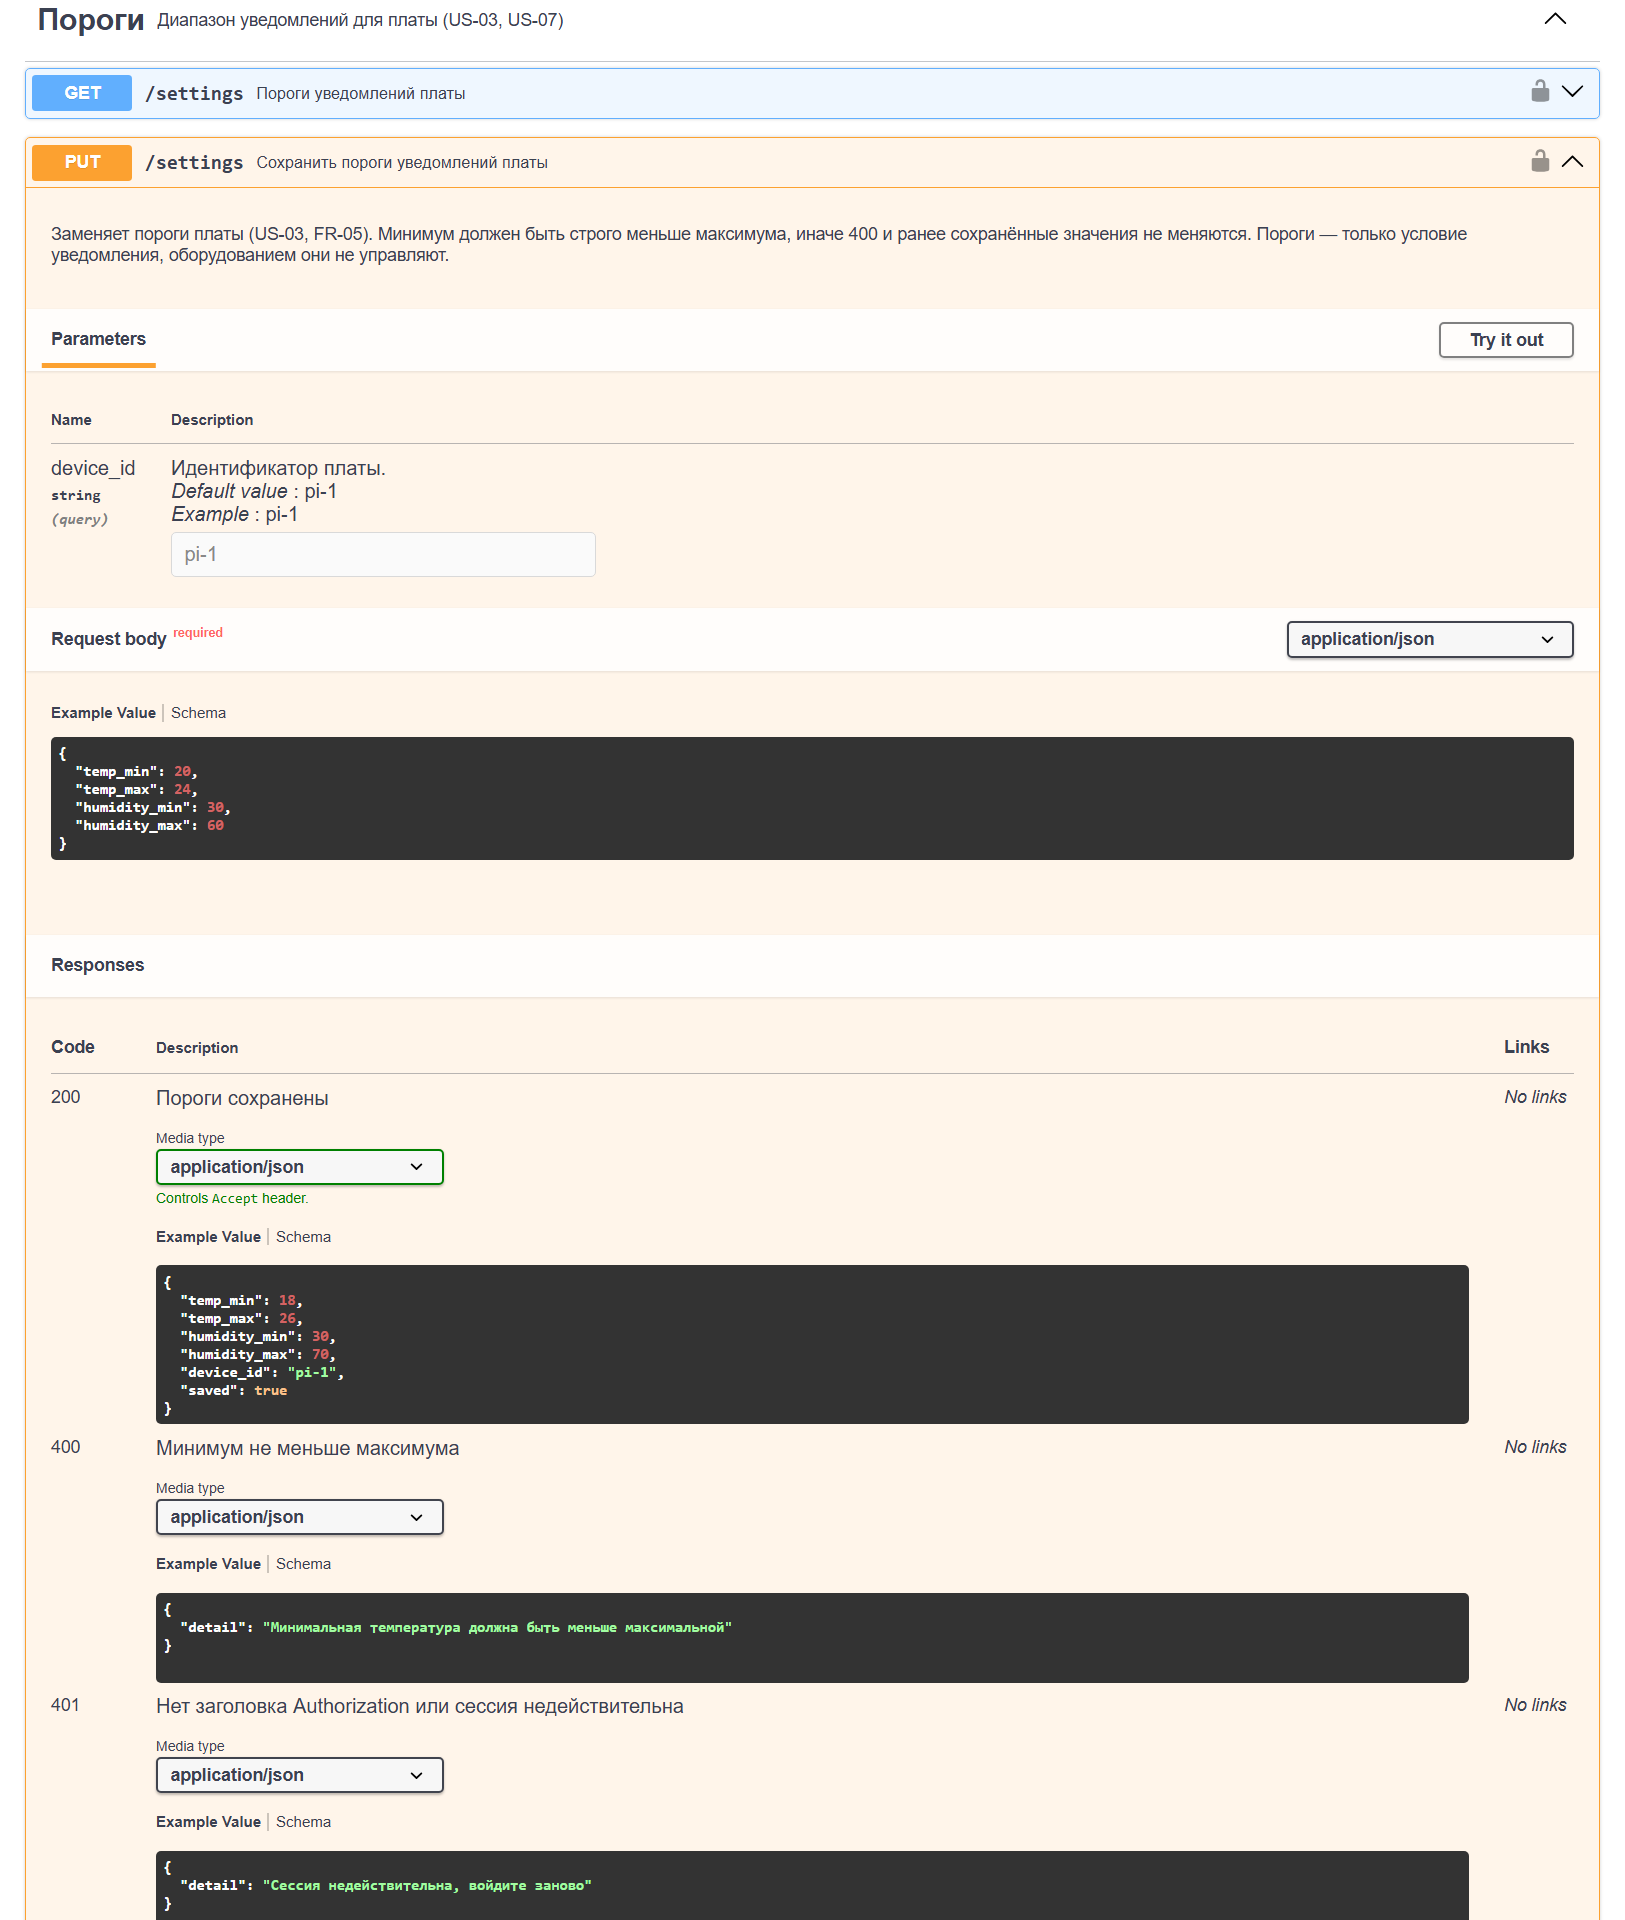 Пороги Диапазон уведомлений для платы (US-03, US-07)
GET /settings Пороги уведомлений платы
PUT /settings Сохранить пороги уведомлений платы
Заменяет пороги платы (US-03, FR-05). Минимум должен быть строго меньше максимума, иначе 400 и ранее сохранённые значения не меняются. Пороги — только условие
уведомления, оборудованием они не управляют.
Parameters
Try it out
Name Description
device_id
string
(query)
Идентификатор платы.
Default value : pi-1
Example : pi-1
pi-1
Request body required
application/json
Example Value Schema
{
"temp_min": 20,
"temp_max": 24,
"humidity_min": 30,
"humidity_max": 60
}
Responses
Code Description Links
200 Пороги сохранены No links
Media type
application/json
Controls Accept header.
Example Value Schema
{
"temp_min": 18,
"temp_max": 26,
"humidity_min": 30,
"humidity_max": 70,
"device_id": "pi-1",
"saved": true
}
400 Минимум не меньше максимума No links
Media type
application/json
Example Value Schema
{
"detail": "Минимальная температура должна быть меньше максимальной"
}
401 Нет заголовка Authorization или сессия недействительна No links
Media type
application/json
Example Value Schema
{
"detail": "Сессия недействительна, войдите заново"
}